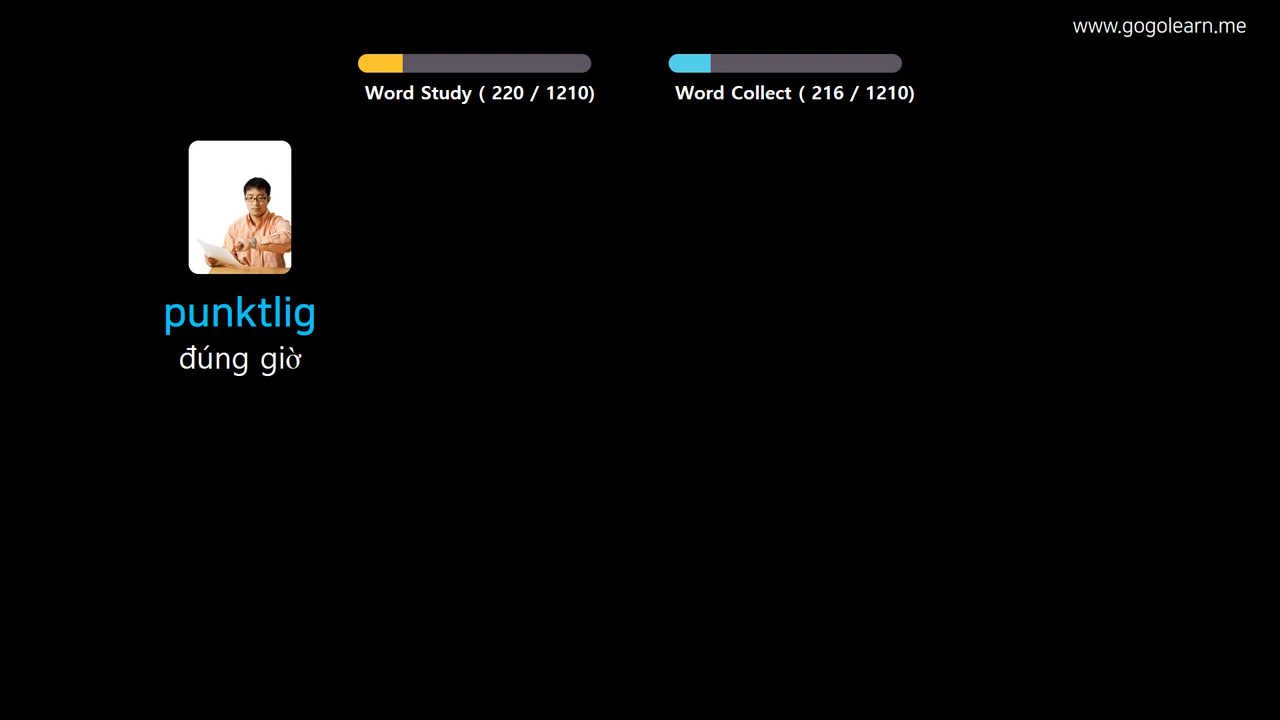 www.gogolearn.me
Word Study ( 220 / 1210)
Word Collect ( 216 / 1210)
punktlig
đúng giờ